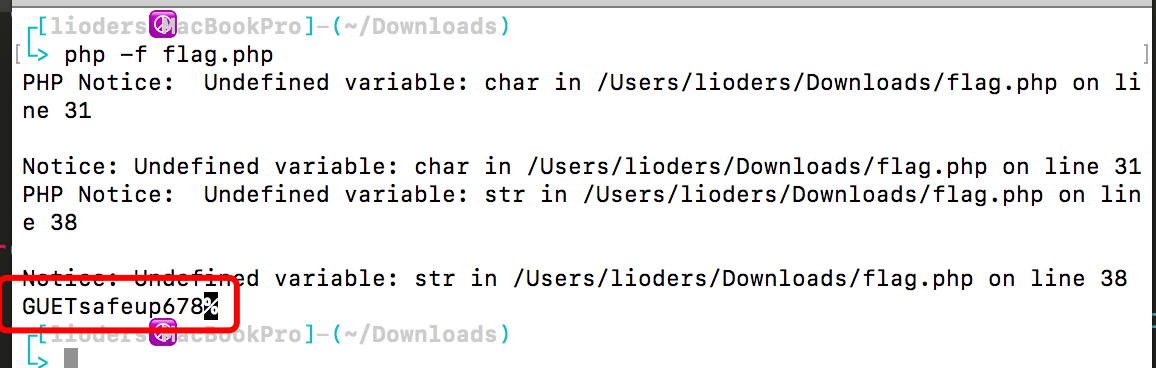 [lioders☮MacBookPro]-(~/Downloads)
[ > php -f flag.php ]
PHP Notice:  Undefined variable: char in /Users/lioders/Downloads/flag.php on li
ne 31
Notice: Undefined variable: char in /Users/lioders/Downloads/flag.php on line 31
PHP Notice:  Undefined variable: str in /Users/lioders/Downloads/flag.php on lin
e 38
Notice: Undefined variable: str in /Users/lioders/Downloads/flag.php on line 38
GUETsafeup678%
[lioders☮MacBookPro]-(~/Downloads)
>